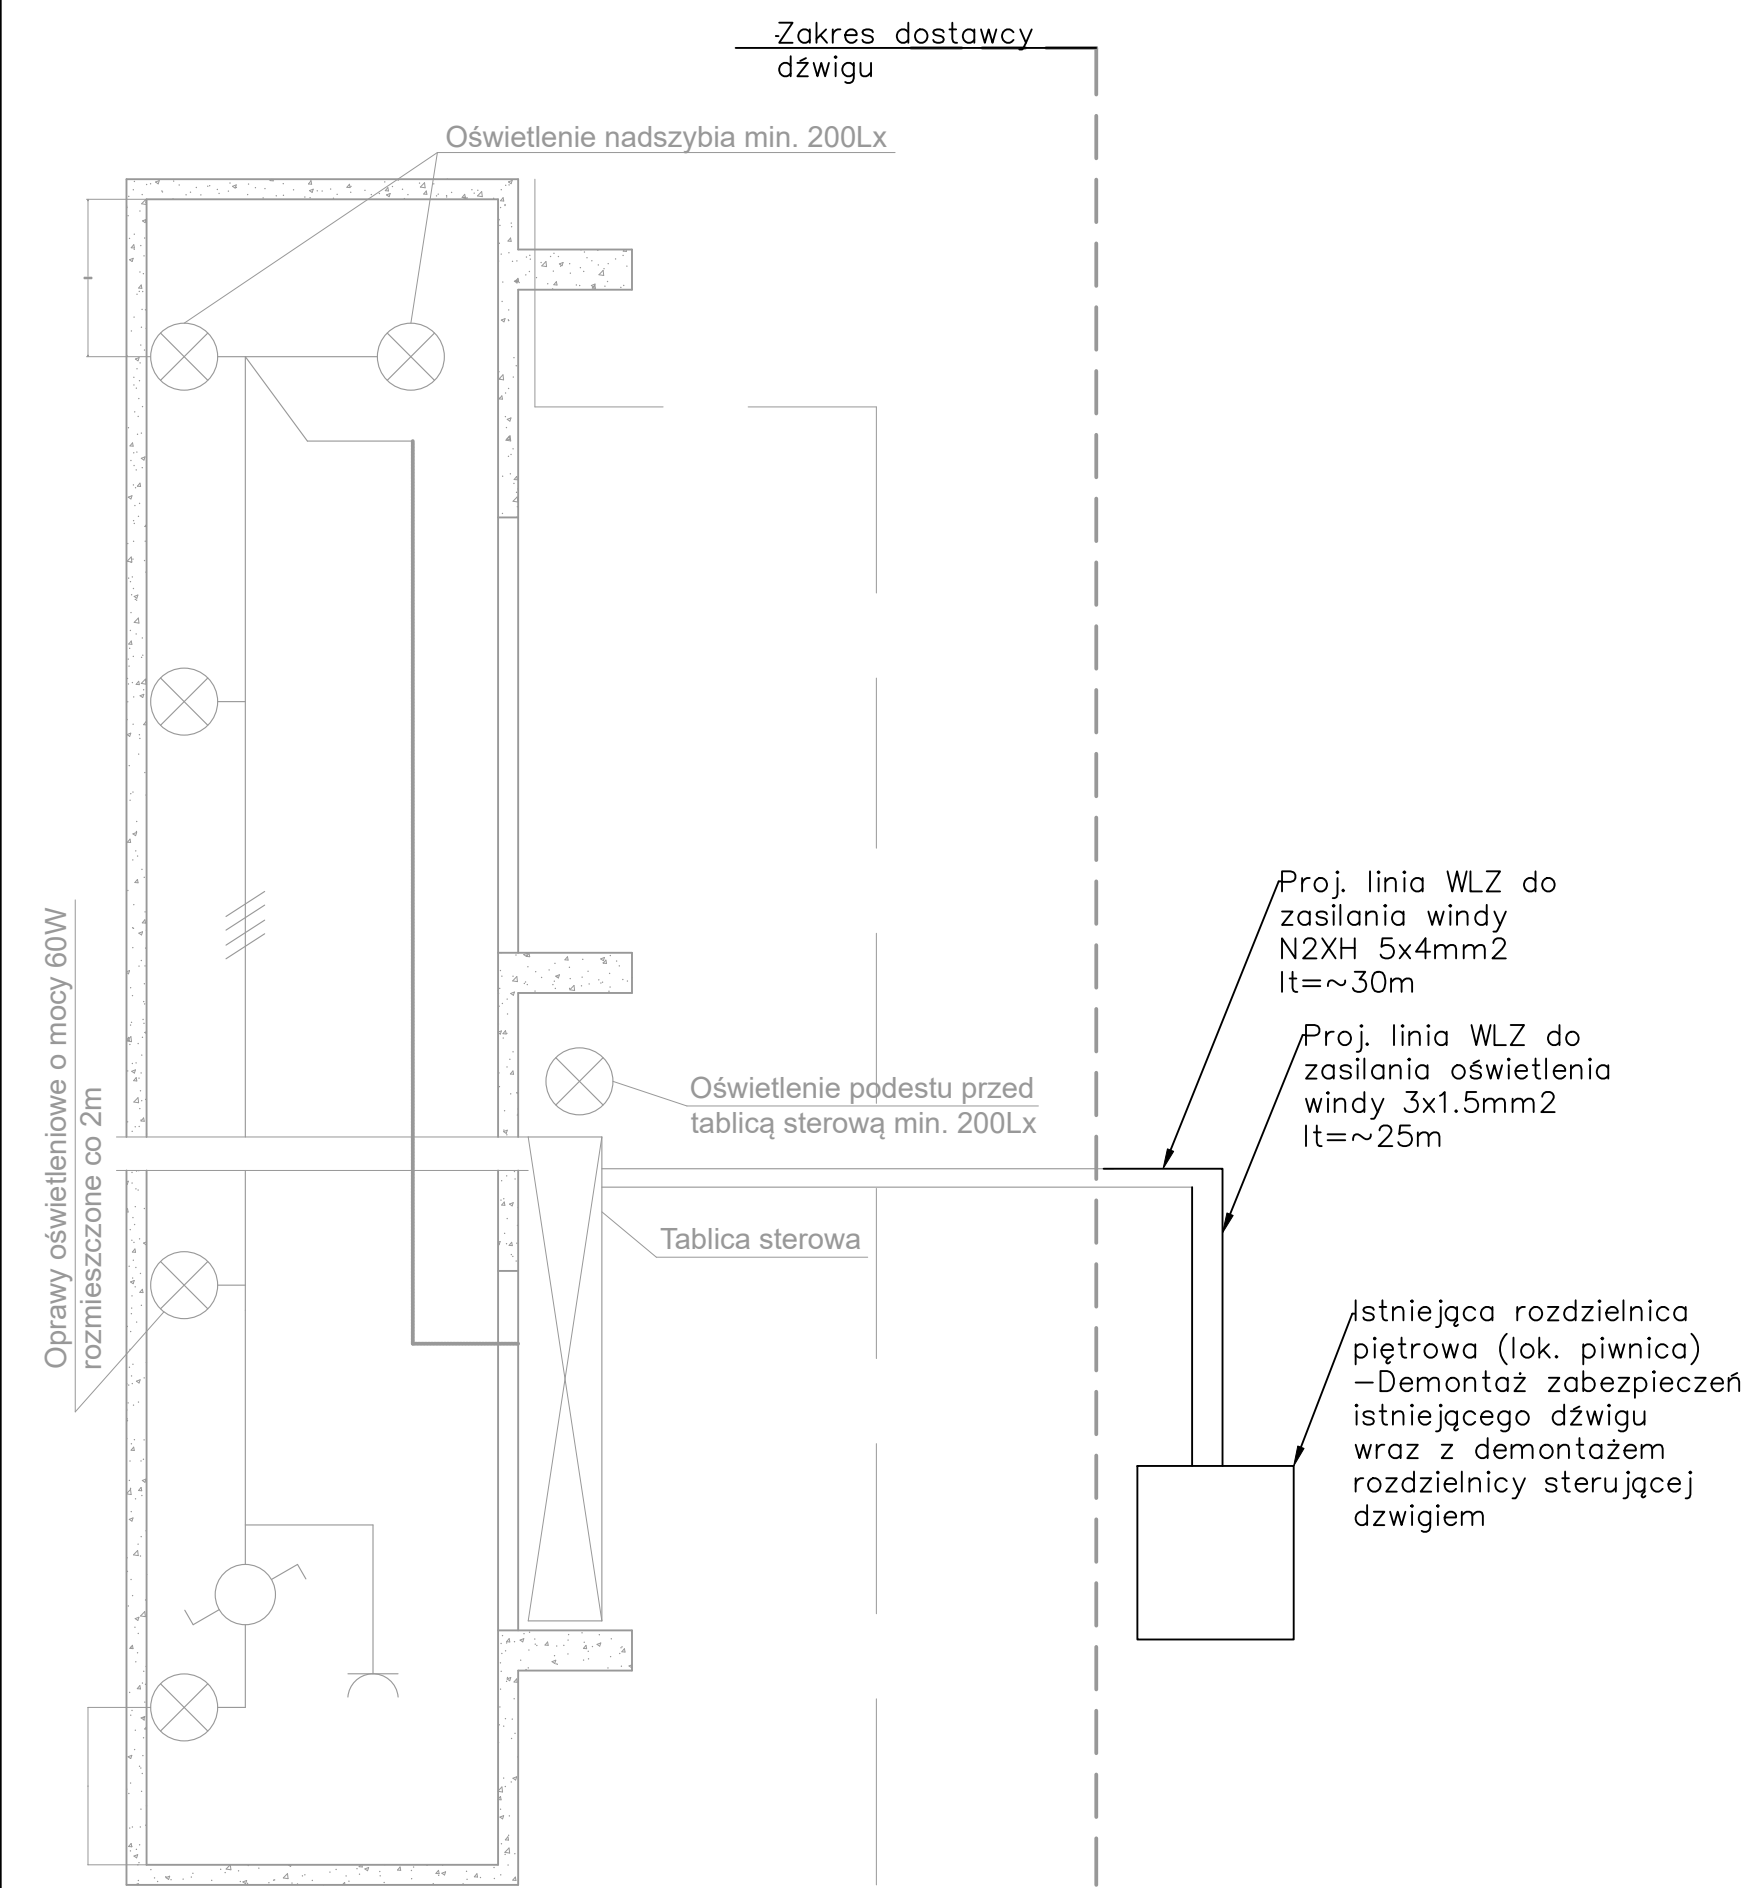 Zakres dostawcy
dźwigu
Oświetlenie nadszybia min. 200Lx
Oprawy oświetleniowe o mocy 60W
rozmieszczone co 2m
Proj. linia WLZ do
zasilania windy
N2XH 5x4mm2
lt=~30m
Proj. linia WLZ do
zasilania oświetlenia
windy 3x1.5mm2
lt=~25m
Oświetlenie podestu przed
tablicą sterową min. 200Lx
Tablica sterowa
Istniejąca rozdzielnica
piętrowa (lok. piwnica)
-Demontaż zabezpieczeń
istniejącego dźwigu
wraz z demontażem
rozdzielnicy sterującej
dzwigiem